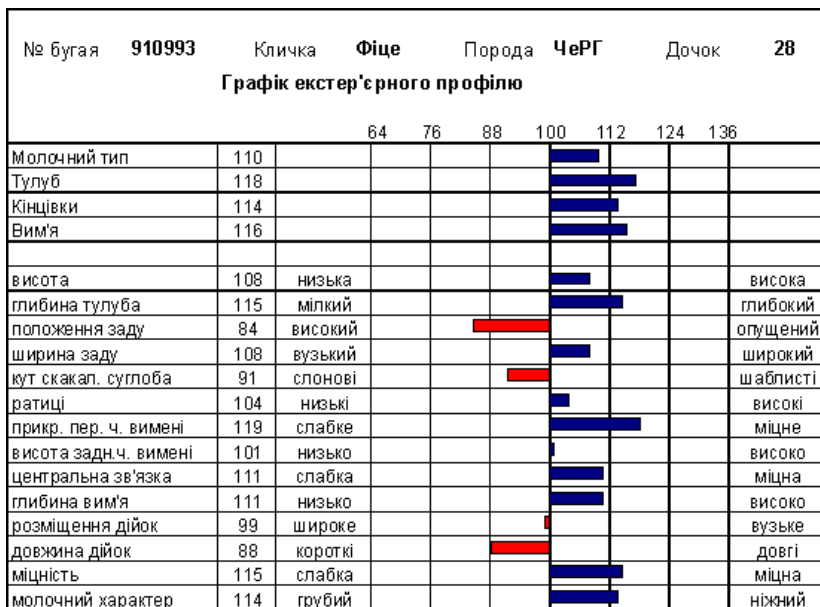 № бугая 910993 Кличка Фіце Порода ЧеРГ Дочок 28
Графік екстер'єрного профілю
64 76 88 100 112 124 136
Молочний тип 110
Тулуб 118
Кінцівки 114
Вим'я 116
висота 108 низька висока
глибина тулуба 115 мілкий глибокий
положення заду 84 високий опущений
ширина заду 108 вузький широкий
кут скакал. суглоба 91 слонові шаблисті
ратиці 104 низькі високі
прикр. пер. ч. вимені 119 слабке міцне
висота задн.ч. вимені 101 низько високо
центральна зв'язка 111 слабка міцна
глибина вим'я 111 низько високо
розміщення дійок 99 широке вузьке
довжина дійок 88 короткі довгі
міцність 115 слабка міцна
молочний характер 114 грубий ніжний